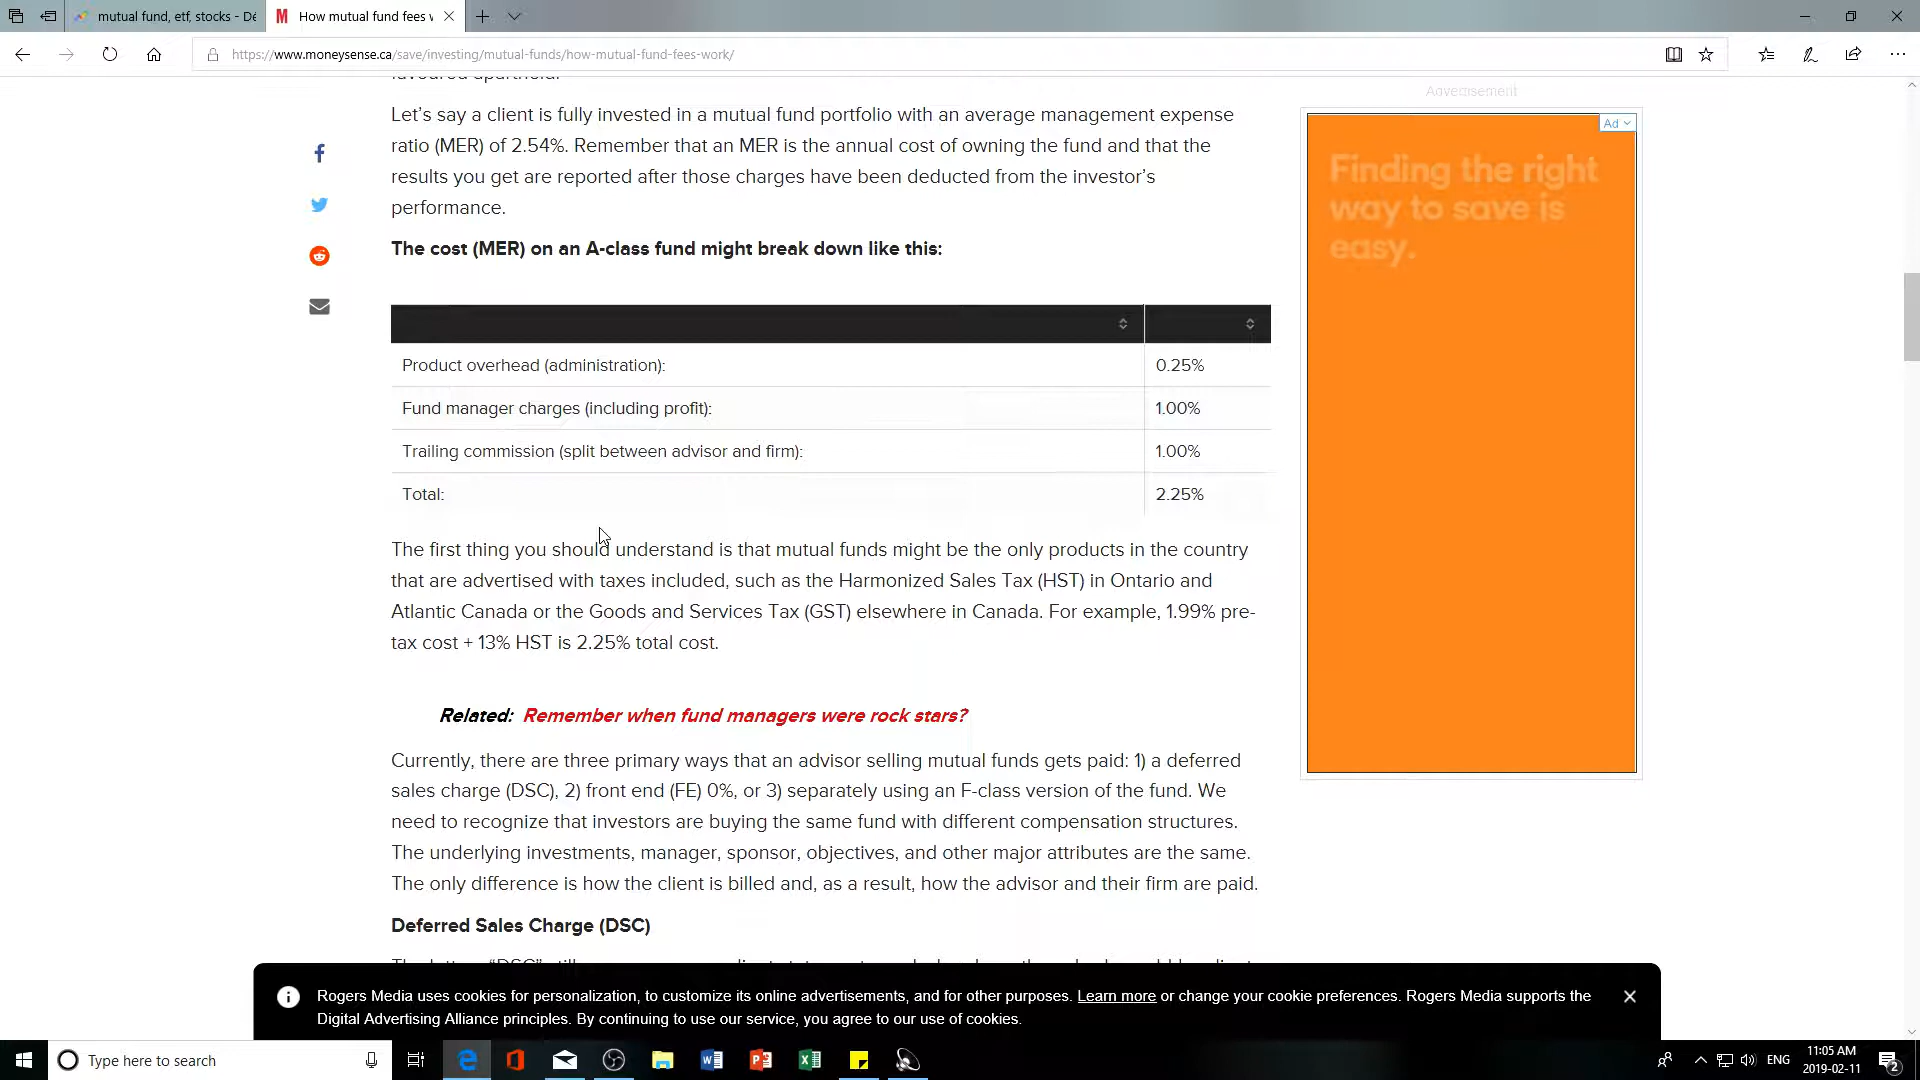 mutual fund, etf, stocks - Dé
How mutual fund fees w
https://www.moneysense.ca/save/investing/mutual-funds/how-mutual-fund-fees-work/
favoured apartheid.
Let’s say a client is fully invested in a mutual fund portfolio with an average management expense
ratio (MER) of 2.54%. Remember that an MER is the annual cost of owning the fund and that the
results you get are reported after those charges have been deducted from the investor’s
performance.
The cost (MER) on an A-class fund might break down like this:
Product overhead (administration): 0.25%
Fund manager charges (including profit): 1.00%
Trailing commission (split between advisor and firm): 1.00%
Total: 2.25%
The first thing you should understand is that mutual funds might be the only products in the country
that are advertised with taxes included, such as the Harmonized Sales Tax (HST) in Ontario and
Atlantic Canada or the Goods and Services Tax (GST) elsewhere in Canada. For example, 1.99% pre-
tax cost + 13% HST is 2.25% total cost.
Related: Remember when fund managers were rock stars?
Currently, there are three primary ways that an advisor selling mutual funds gets paid: 1) a deferred
sales charge (DSC), 2) front end (FE) 0%, or 3) separately using an F-class version of the fund. We
need to recognize that investors are buying the same fund with different compensation structures.
The underlying investments, manager, sponsor, objectives, and other major attributes are the same.
The only difference is how the client is billed and, as a result, how the advisor and their firm are paid.
Deferred Sales Charge (DSC)
Advertisement
Ad
Finding the right
way to save is
easy.
Rogers Media uses cookies for personalization, to customize its online advertisements, and for other purposes. Learn more or change your cookie preferences. Rogers Media supports the
Digital Advertising Alliance principles. By continuing to use our service, you agree to our use of cookies.
Type here to search
ENG
11:05 AM
2019-02-11
2